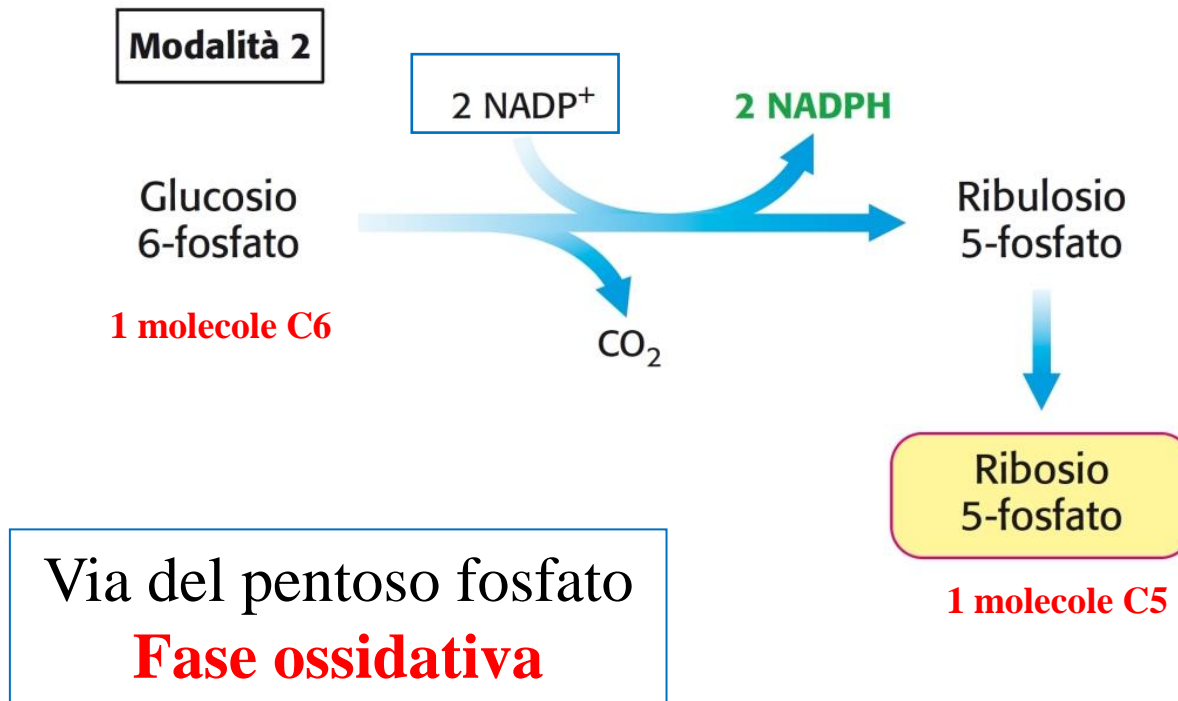 Modalità 2
2 NADP⁺
2 NADPH
Glucosio
6-fosfato
Ribulosio
5-fosfato
1 molecole C6
CO₂
Ribosio
5-fosfato
1 molecole C5
Via del pentoso fosfato
Fase ossidativa